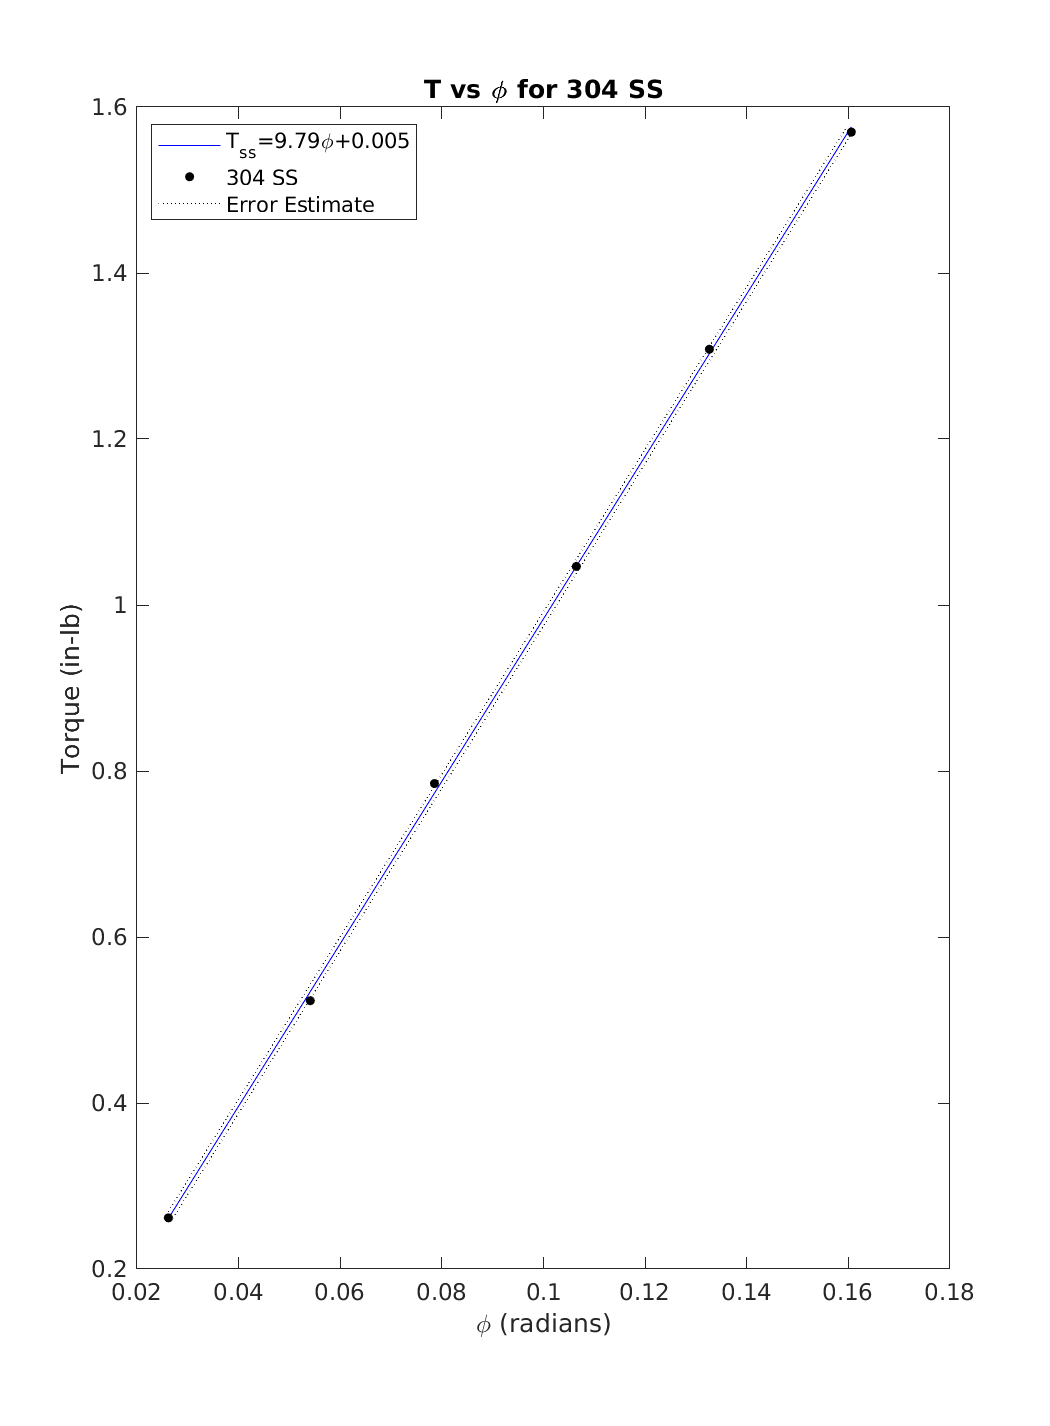 T vs ϕ for 304 SS
T_ss=9.79ϕ+0.005
304 SS
Error Estimate
1.6
1.4
1.2
1
0.8
0.6
0.4
0.2
Torque (in-lb)
0.02 0.04 0.06 0.08 0.1 0.12 0.14 0.16 0.18
ϕ (radians)